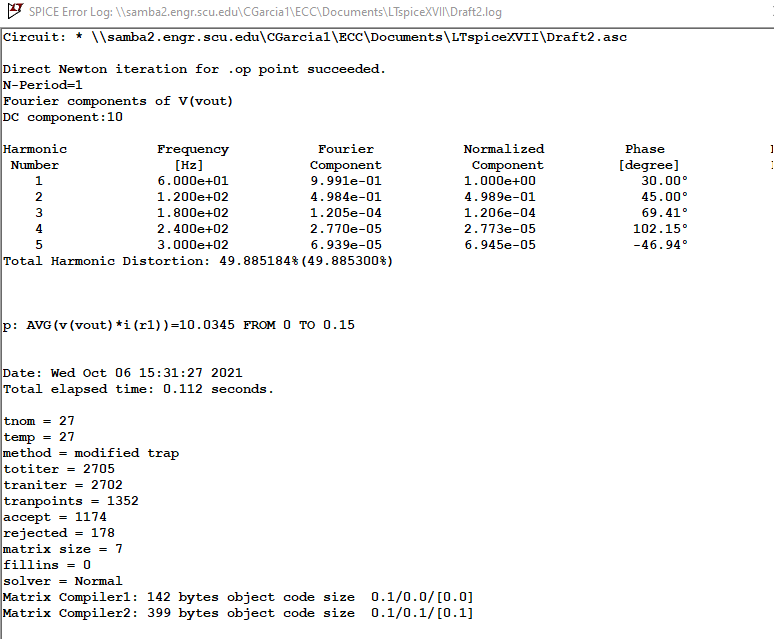 SPICE Error Log: \\samba2.engr.scu.edu\CGarcia1\ECC\Documents\LTspiceXVII\Draft2.log
Circuit: * \\samba2.engr.scu.edu\CGarcia1\ECC\Documents\LTspiceXVII\Draft2.asc
Direct Newton iteration for .op point succeeded.
N-Period=1
Fourier components of V(vout)
DC component:10
Harmonic Frequency Fourier Normalized Phase
Number [Hz] Component Component [degree]
1 6.000e+01 9.991e-01 1.000e+00 30.00°
2 1.200e+02 4.984e-01 4.989e-01 45.00°
3 1.800e+02 1.205e-04 1.206e-04 69.41°
4 2.400e+02 2.770e-05 2.773e-05 102.15°
5 3.000e+02 6.939e-05 6.945e-05 -46.94°
Total Harmonic Distortion: 49.885184%(49.885300%)
p: AVG(v(vout)*i(r1))=10.0345 FROM 0 TO 0.15
Date: Wed Oct 06 15:31:27 2021
Total elapsed time: 0.112 seconds.
tnom = 27
temp = 27
method = modified trap
totiter = 2705
traniter = 2702
tranpoints = 1352
accept = 1174
rejected = 178
matrix size = 7
fillins = 0
solver = Normal
Matrix Compiler1: 142 bytes object code size 0.1/0.0/[0.0]
Matrix Compiler2: 399 bytes object code size 0.1/0.1/[0.1]